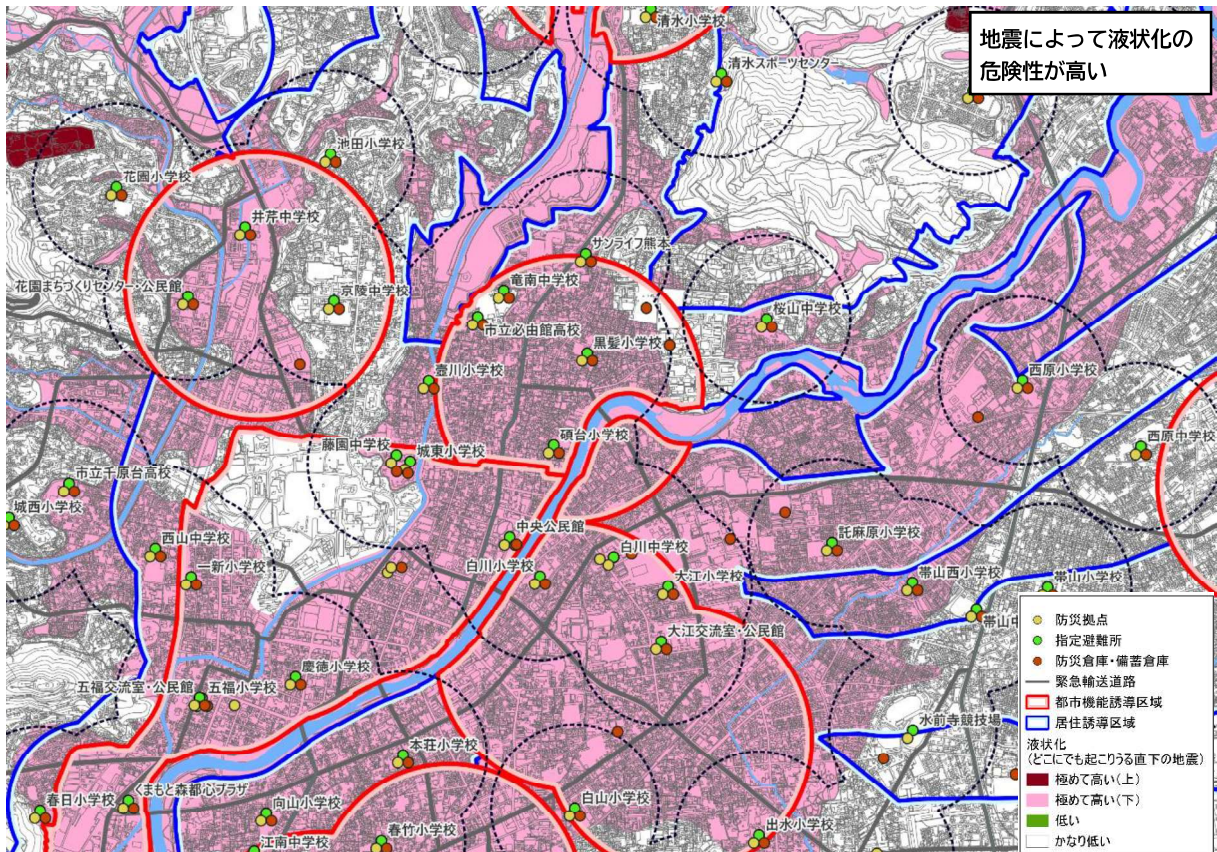 地震によって液状化の
危険性が高い
清水小学校
清水スポーツセンター
池田小学校
花園小学校
井芹中学校
サンライフ熊本
花園まちづくりセンター・公民館
京陵中学校
竜南中学校
市立必由館高校
桜山中学校
黒髪小学校
壺川小学校
西原小学校
碩台小学校
西原中学校
藤園中学校
城東小学校
市立千原台高校
城西小学校
中央公民館
西山中学校
白川中学校
託麻原小学校
一新小学校
白川小学校
大江小学校
帯山西小学校
帯山小学校
帯山中
大江交流室・公民館
慶徳小学校
五福交流室・公民館
五福小学校
水前寺競技場
本荘小学校
くまもと森都心プラザ
春日小学校
向山小学校
白山小学校
江南中学校
春竹小学校
出水小学校
防災拠点
指定避難所
防災倉庫・備蓄倉庫
緊急輸送道路
都市機能誘導区域
居住誘導区域
液状化
(どこにでも起こりうる直下の地震)
極めて高い(上)
極めて高い(下)
低い
かなり低い